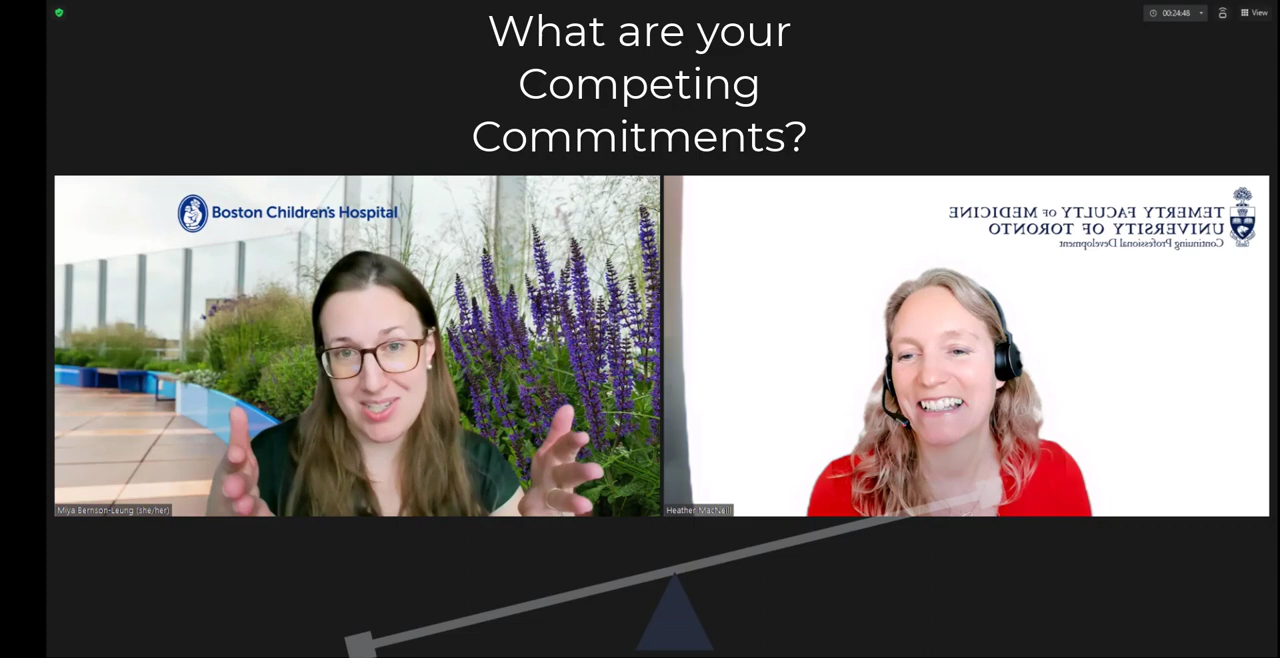 00:24:48
View
What are your
Competing
Commitments?
Boston Children's Hospital
TEMERTY FACULTY OF MEDICINE
UNIVERSITY OF TORONTO
Continuing Professional Development
Miya Bernson-Leung (she/her)
Heather MacNeill